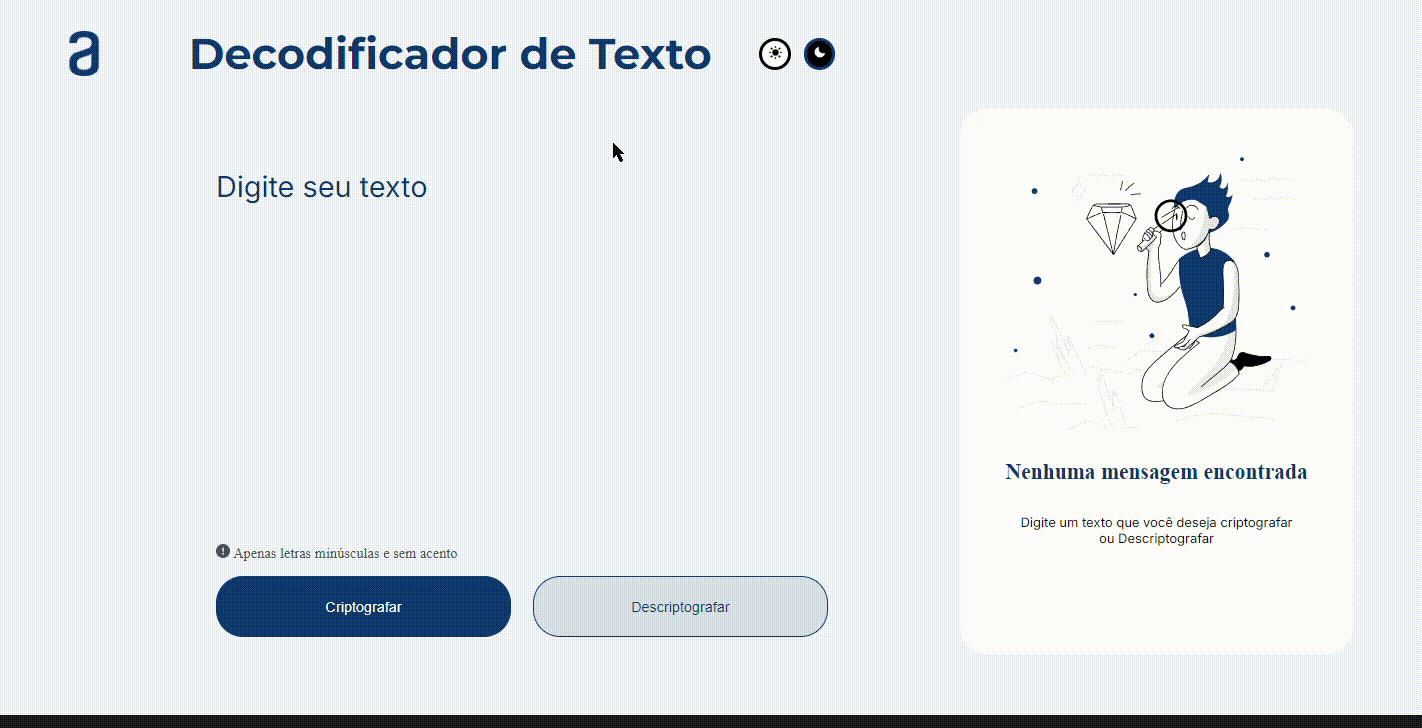 a
Decodificador de Texto
Digite seu texto
Apenas letras minúsculas e sem acento
Criptografar
Descriptografar
Nenhuma mensagem encontrada
Digite um texto que você deseja criptografar
ou Descriptografar